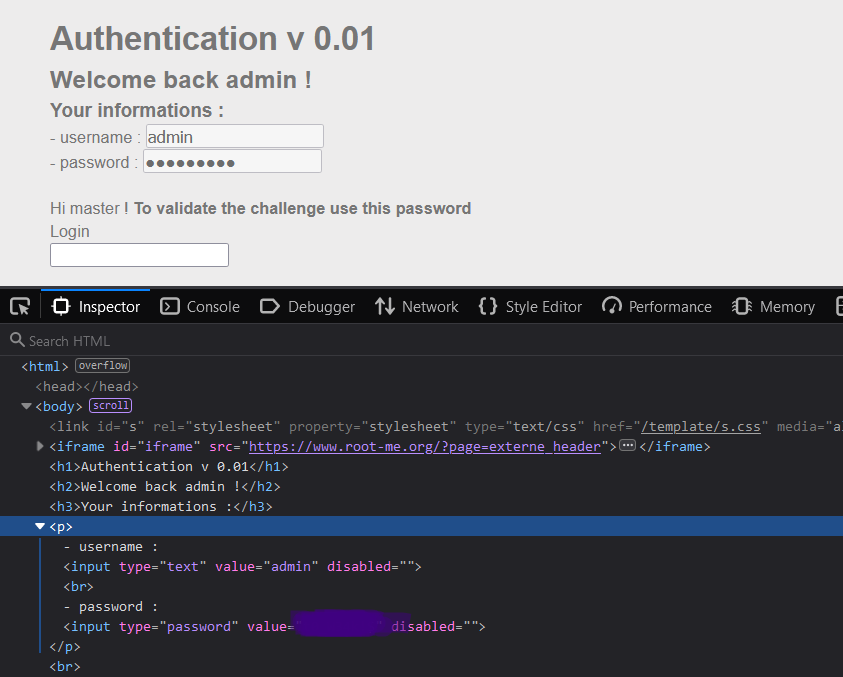 Authentication v 0.01
Welcome back admin !
Your informations :
- username : admin
- password : ●●●●●●●●●
Hi master ! To validate the challenge use this password
Login
Inspector Console Debugger Network Style Editor Performance Memory
Search HTML
<html> overflow
<head></head>
<body> scroll
<link id="s" rel="stylesheet" property="stylesheet" type="text/css" href="/template/s.css" media="a
<iframe id="iframe" src="https://www.root-me.org/?page=externe_header"></iframe>
<h1>Authentication v 0.01</h1>
<h2>Welcome back admin !</h2>
<h3>Your informations :</h3>
<p>
- username :
<input type="text" value="admin" disabled="">
<br>
- password :
<input type="password" value=" " disabled="">
</p>
<br>